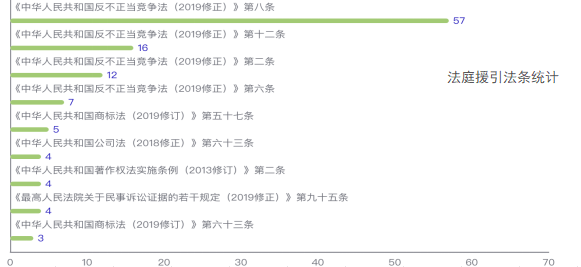 《中华人民共和国反不正当竞争法（2019修正）》第八条
57
《中华人民共和国反不正当竞争法（2019修正）》第十二条
16
《中华人民共和国反不正当竞争法（2019修正）》第二条
12
法庭援引法条统计
《中华人民共和国反不正当竞争法（2019修正）》第六条
7
《中华人民共和国商标法（2019修订）》第五十七条
5
《中华人民共和国公司法（2018修正）》第六十三条
4
《中华人民共和国著作权法实施条例（2013修订）》第二条
4
《最高人民法院关于民事诉讼证据的若干规定（2019修正）》第九十五条
4
《中华人民共和国商标法（2019修订）》第六十三条
3
0 10 20 30 40 50 60 70